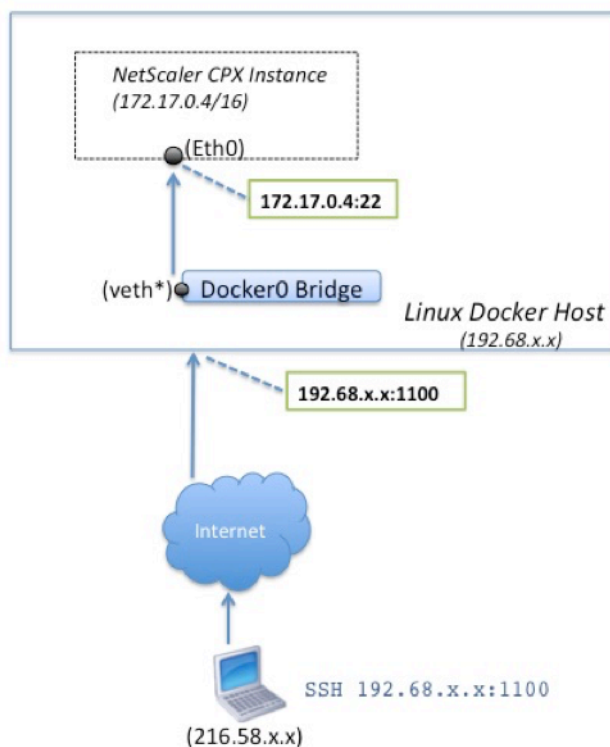 NetScaler CPX Instance
(172.17.0.4/16)
(Eth0)
172.17.0.4:22
(veth*)
Docker0 Bridge
Linux Docker Host
(192.68.x.x)
192.68.x.x:1100
Internet
SSH 192.68.x.x:1100
(216.58.x.x)